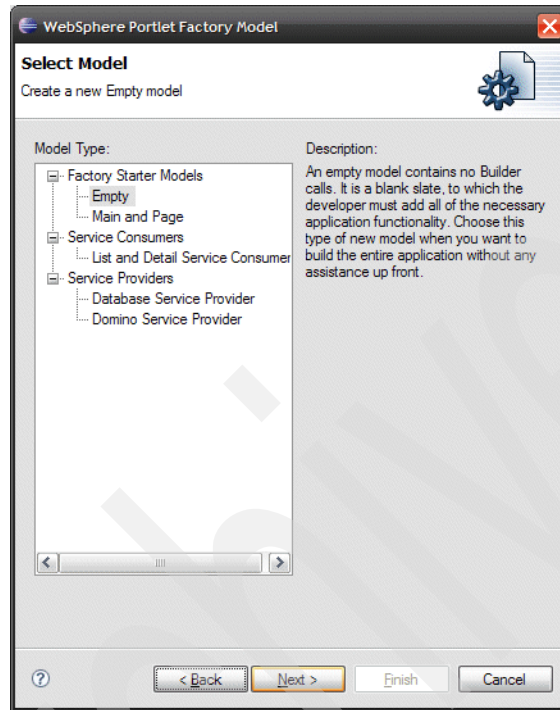 WebSphere Portlet Factory Model
Select Model
Create a new Empty model
Model Type:
Factory Starter Models
Empty
Main and Page
Service Consumers
List and Detail Service Consumer
Service Providers
Database Service Provider
Domino Service Provider
Description:
An empty model contains no Builder
calls. It is a blank slate, to which the
developer must add all of the necessary
application functionality. Choose this
type of new model when you want to
build the entire application without any
assistance up front.
?
< Back
Next >
Finish
Cancel